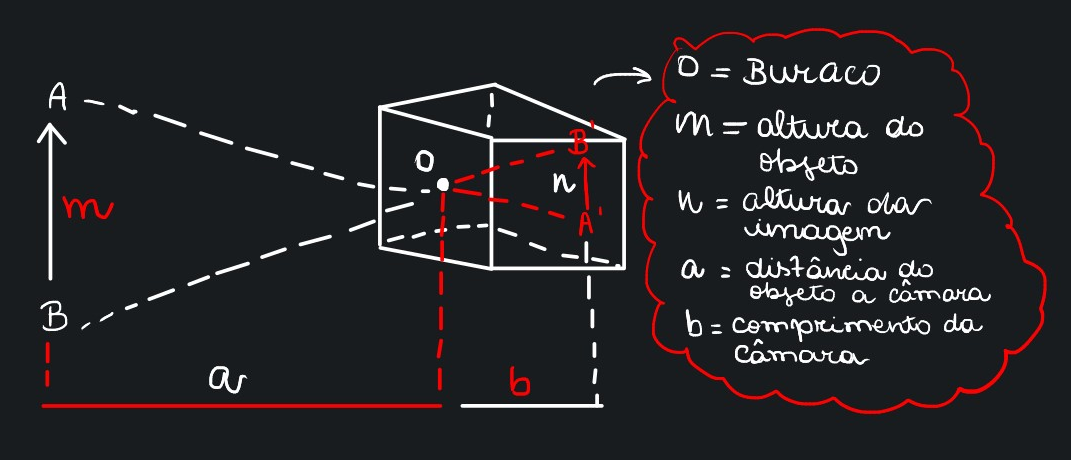 A
m
B
a
O
b
n
B'
A'
O = Buraco
m = altura do
objeto
n = altura da
imagem
a = distância do
objeto a câmara
b = comprimento da
câmara